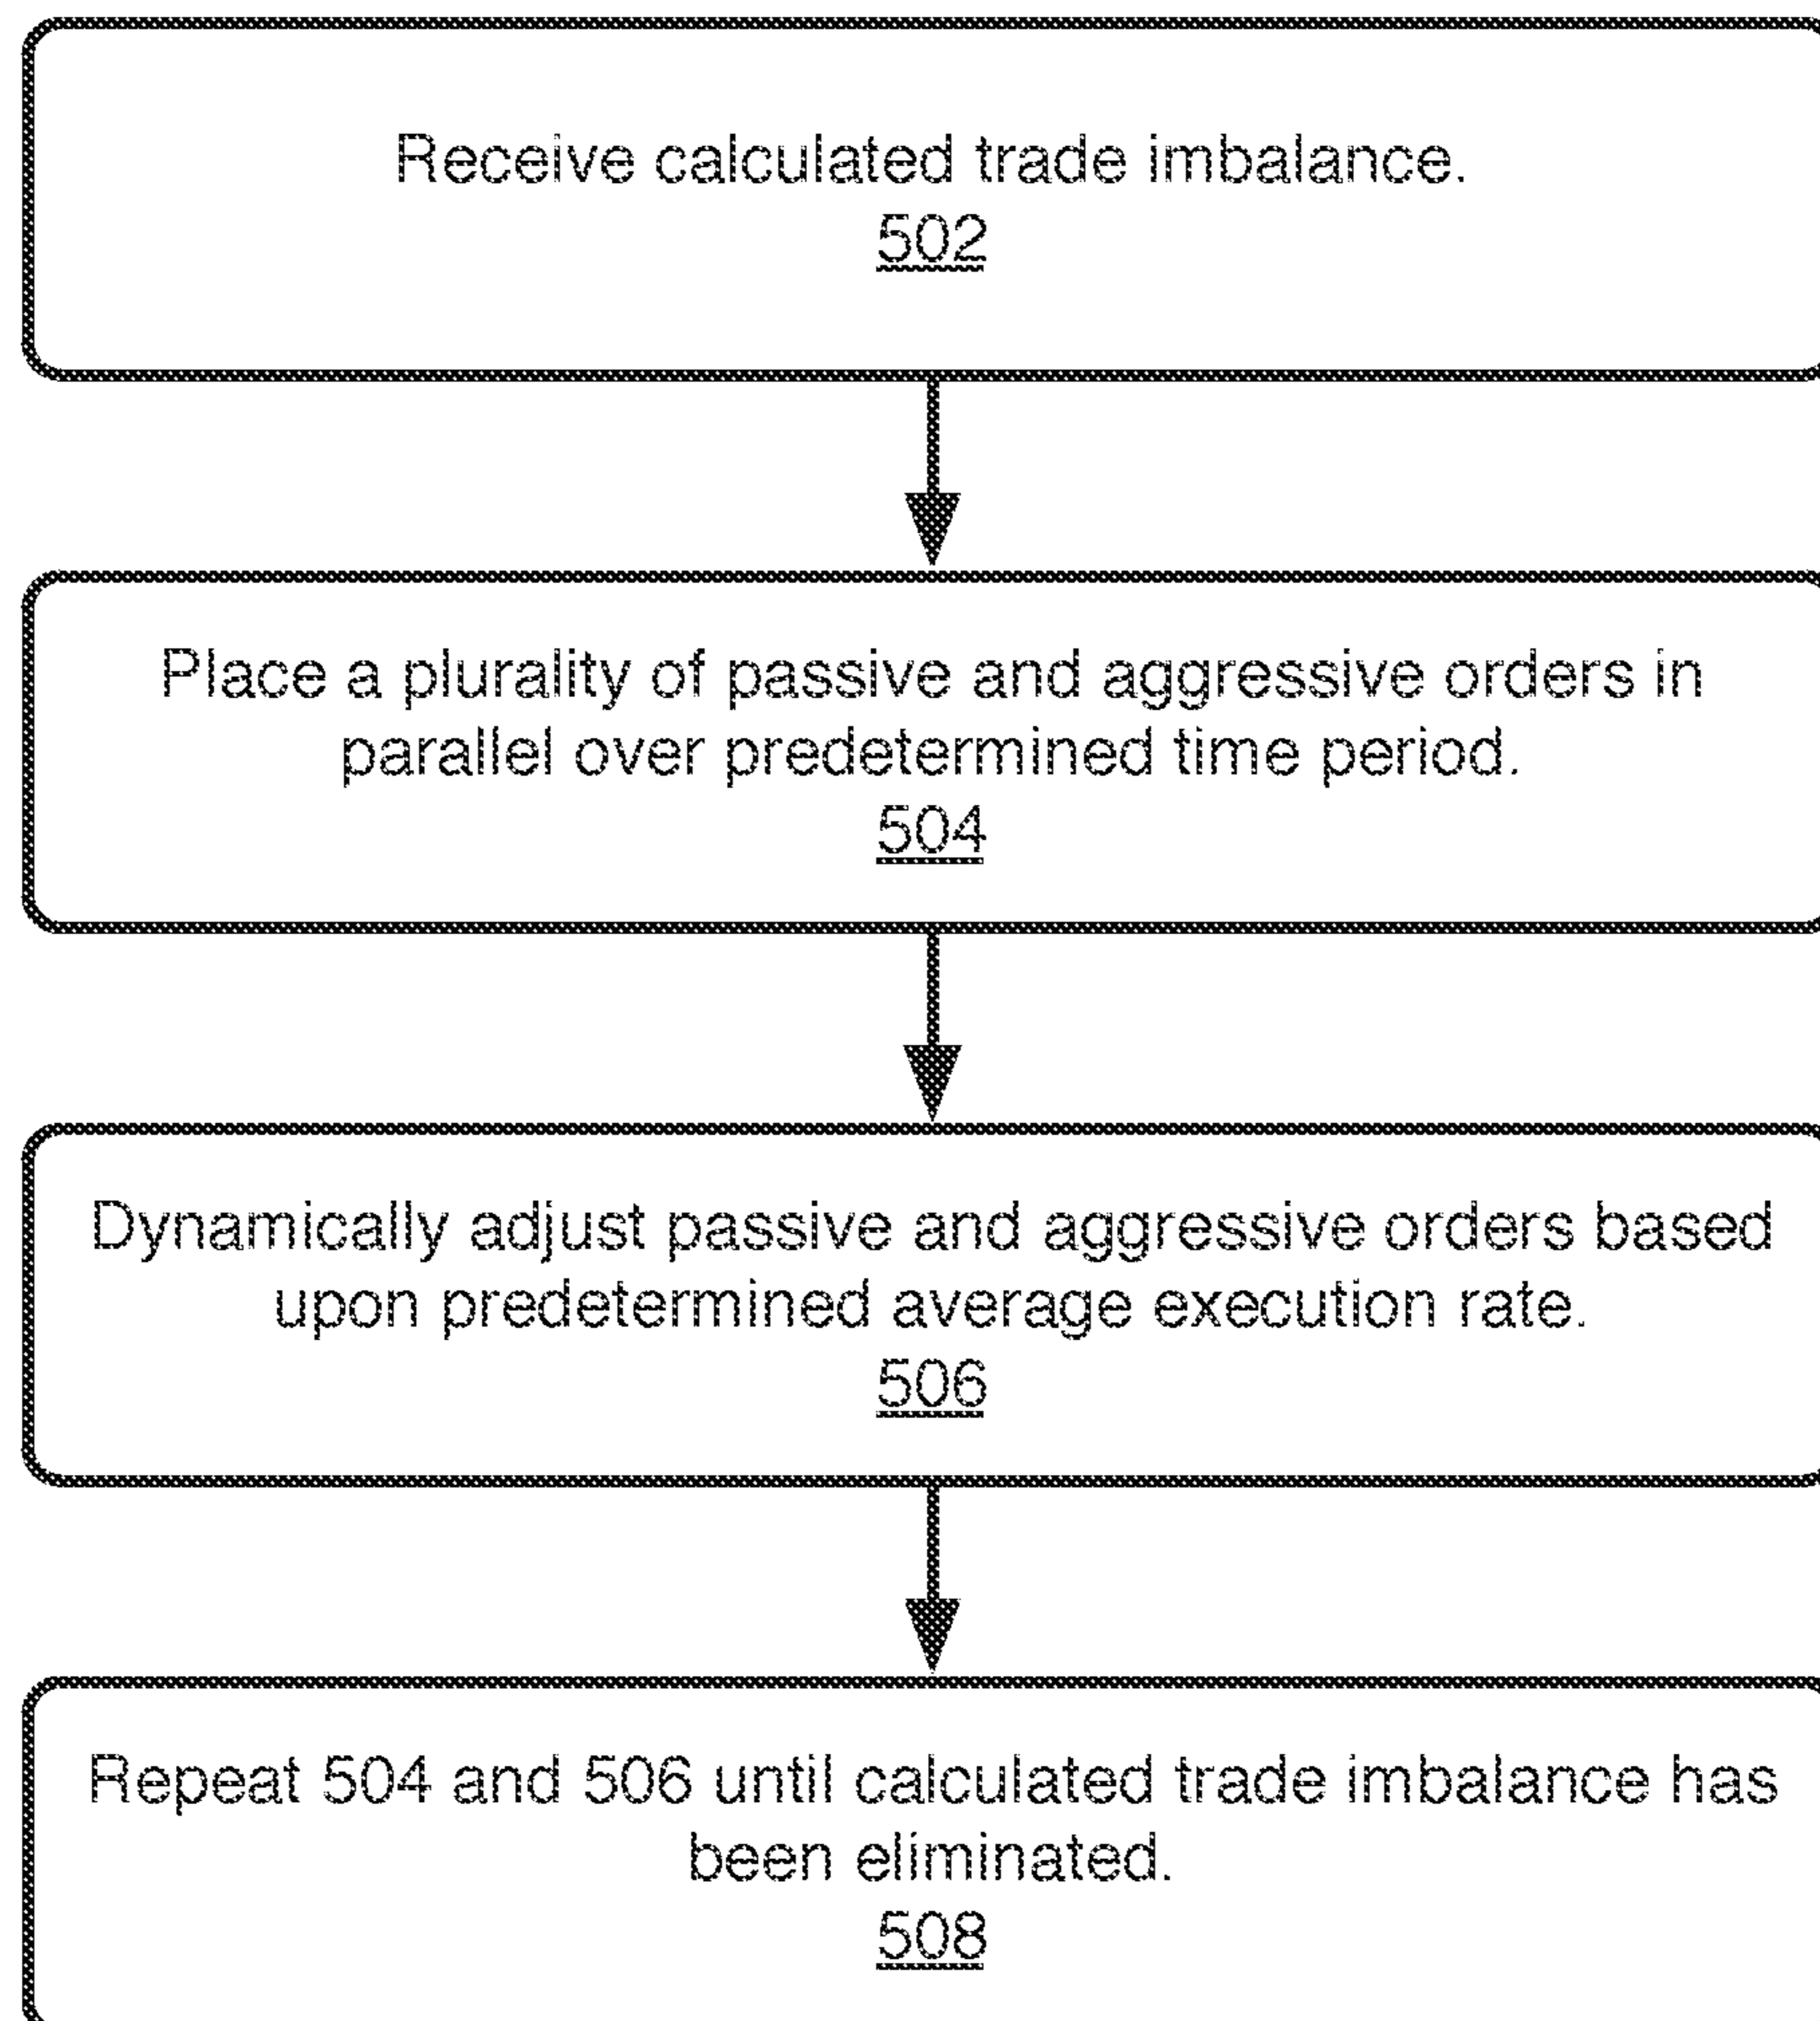 Receive calculated trade imbalance.
502
Place a plurality of passive and aggressive orders in
parallel over predetermined time period.
504
Dynamically adjust passive and aggressive orders based
upon predetermined average execution rate.
506
Repeat 504 and 506 until calculated trade imbalance has
been eliminated.
508